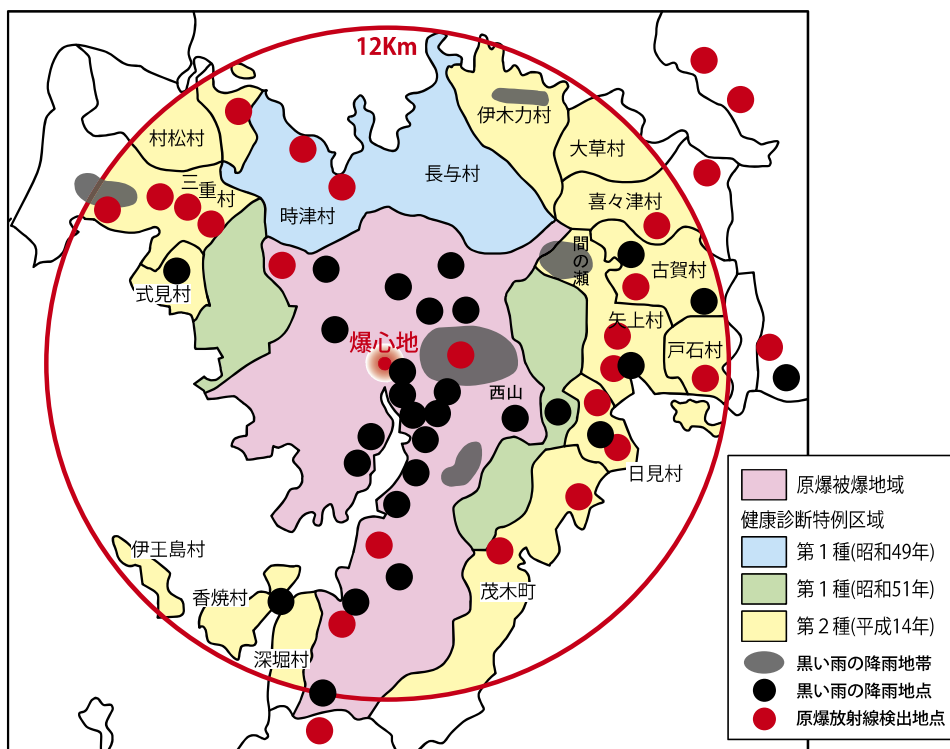 12Km
伊木力村
村松村
大草村
長与村
三重村
喜々津村
時津村
間の瀬
古賀村
式見村
矢上村
爆心地
戸石村
西山
日見村
伊王島村
茂木町
香焼村
深堀村
原爆被爆地域
健康診断特例区域
第1種(昭和49年)
第1種(昭和51年)
第2種(平成14年)
黒い雨の降雨地帯
黒い雨の降雨地点
原爆放射線検出地点